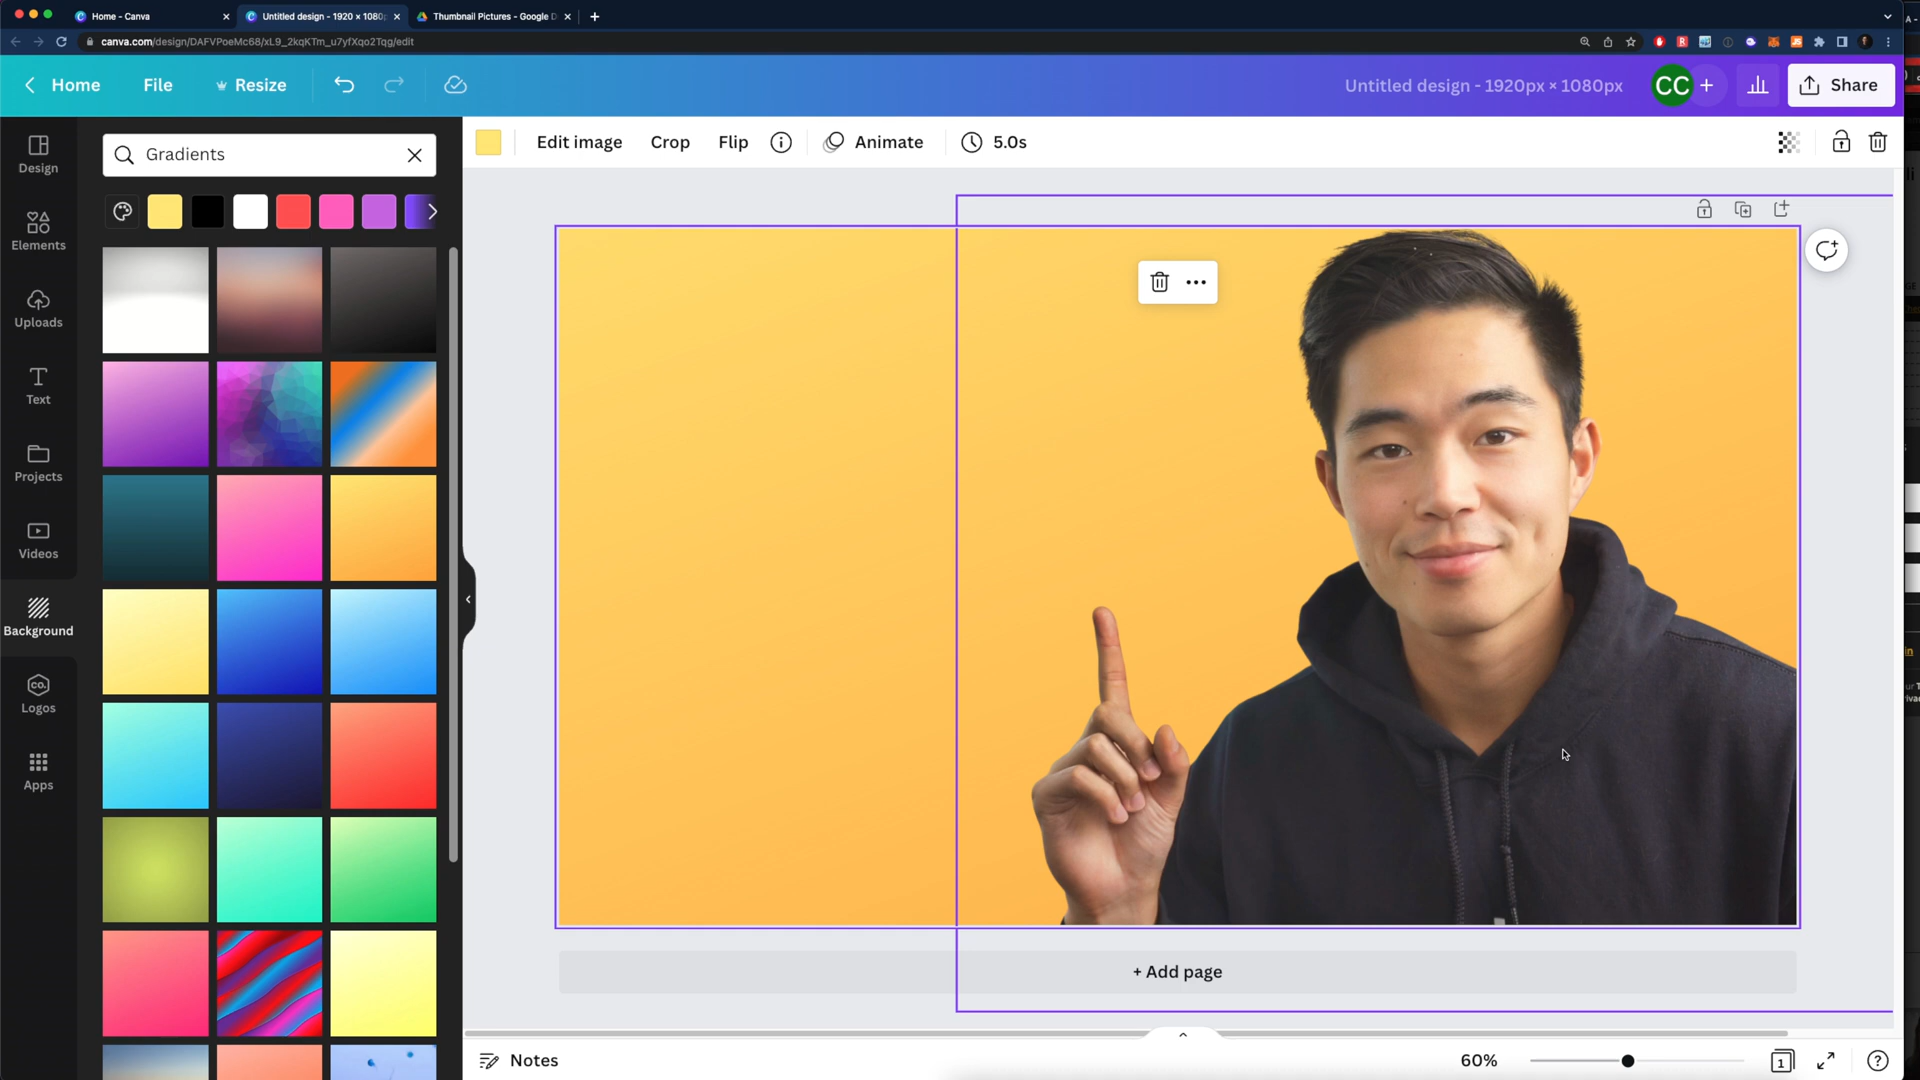 Home - Canva
Untitled design - 1920 × 1080p
Thumbnail Pictures - Google D
canva.com/design/DAFVPoeMc68/xL9_2kqKTm_u7yfXqo2Tqg/edit
Home
File
Resize
Untitled design - 1920px × 1080px
CC
Share
Design
Elements
Uploads
Text
Projects
Videos
Background
Logos
Apps
Gradients
Edit image
Crop
Flip
Animate
5.0s
+ Add page
Notes
60%
1
co.